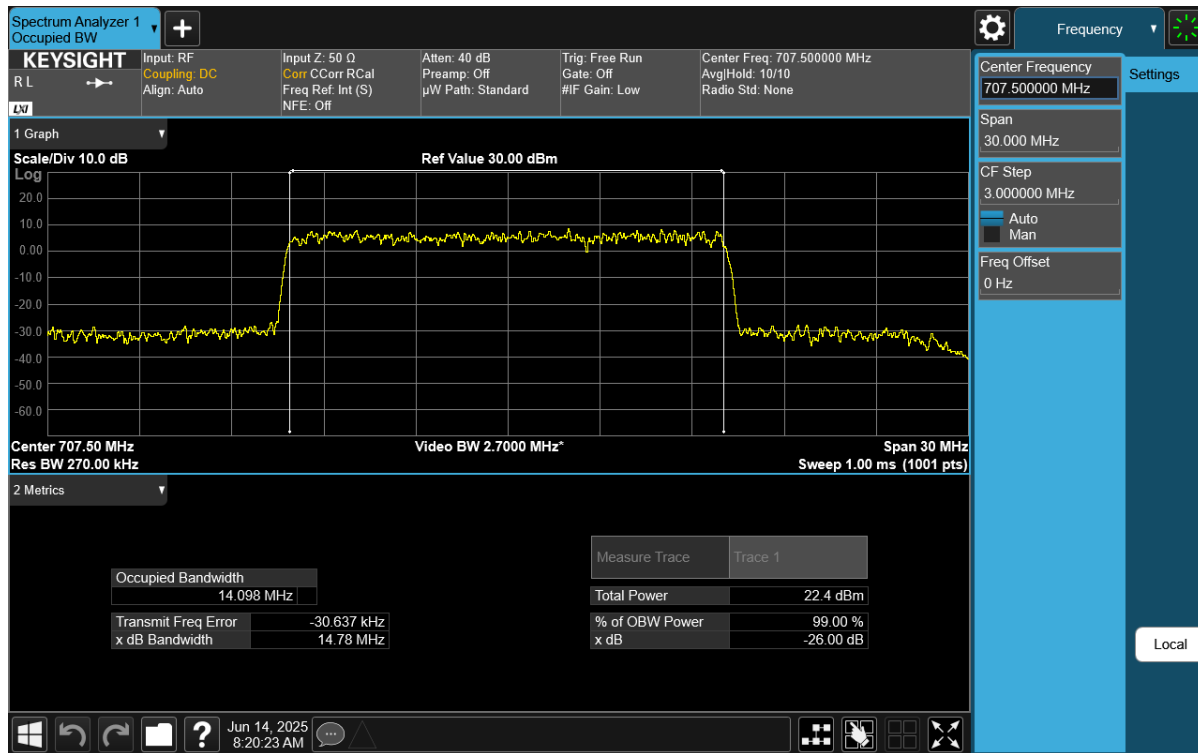 Spectrum Analyzer 1
Occupied BW
Frequency
KEYSIGHT
R L
LXI
Input: RF
Coupling: DC
Align: Auto
Input Z: 50 Ω
Corr CCorr RCal
Freq Ref: Int (S)
NFE: Off
Atten: 40 dB
Preamp: Off
µW Path: Standard
Trig: Free Run
Gate: Off
#IF Gain: Low
Center Freq: 707.500000 MHz
Avg|Hold: 10/10
Radio Std: None
Center Frequency
707.500000 MHz
Settings
Span
30.000 MHz
CF Step
3.000000 MHz
Auto
Man
Freq Offset
0 Hz
Local
1 Graph
Scale/Div 10.0 dB
Ref Value 30.00 dBm
Log
20.0
10.0
0.00
-10.0
-20.0
-30.0
-40.0
-50.0
-60.0
Center 707.50 MHz
Video BW 2.7000 MHz*
Span 30 MHz
Res BW 270.00 kHz
Sweep 1.00 ms (1001 pts)
2 Metrics
Measure Trace
Trace 1
Occupied Bandwidth
14.098 MHz
Total Power
22.4 dBm
Transmit Freq Error
-30.637 kHz
% of OBW Power
99.00 %
x dB Bandwidth
14.78 MHz
x dB
-26.00 dB
?
Jun 14, 2025
8:20:23 AM